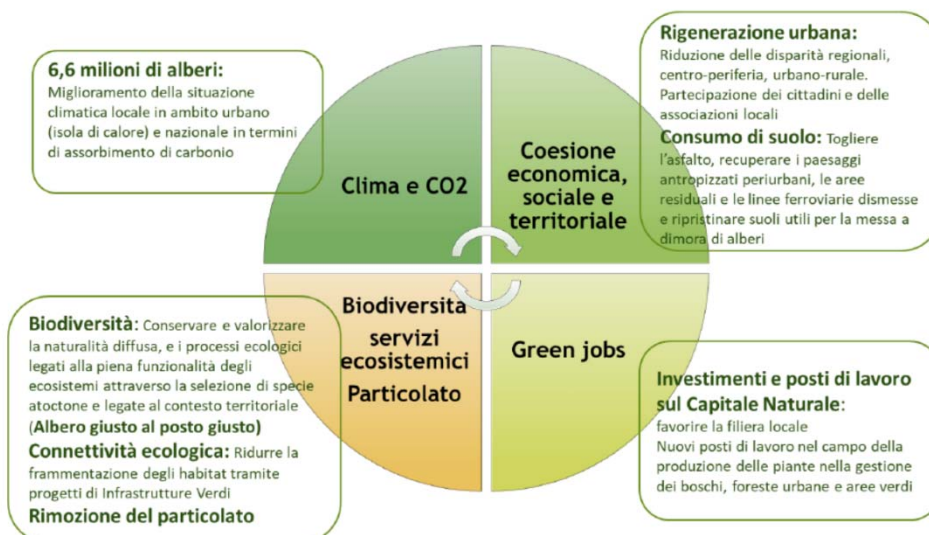 6,6 milioni di alberi:
Miglioramento della situazione
climatica locale in ambito urbano
(isola di calore) e nazionale in termini
di assorbimento di carbonio
Clima e CO2
Rigenerazione urbana:
Riduzione delle disparità regionali,
centro-periferia, urbano-rurale.
Partecipazione dei cittadini e delle
associazioni locali
Consumo di suolo: Togliere
l'asfalto, recuperare i paesaggi
antropizzati periurbani, le aree
residuali e le linee ferroviarie dismesse
e ripristinare suoli utili per la messa a
dimora di alberi
Coesione
economica,
sociale e
territoriale
Biodiversità: Conservare e valorizzare
la naturalità diffusa, e i processi ecologici
legati alla piena funzionalità degli
ecosistemi attraverso la selezione di specie
atoctone e legate al contesto territoriale
(Albero giusto al posto giusto)
Connettività ecologica: Ridurre la
frammentazione degli habitat tramite
progetti di Infrastrutture Verdi
Rimozione del particolato
Biodiversità
servizi
ecosistemici
Particolato
Green jobs
Investimenti e posti di lavoro
sul Capitale Naturale:
favorire la filiera locale
Nuovi posti di lavoro nel campo della
produzione delle piante nella gestione
dei boschi, foreste urbane e aree verdi